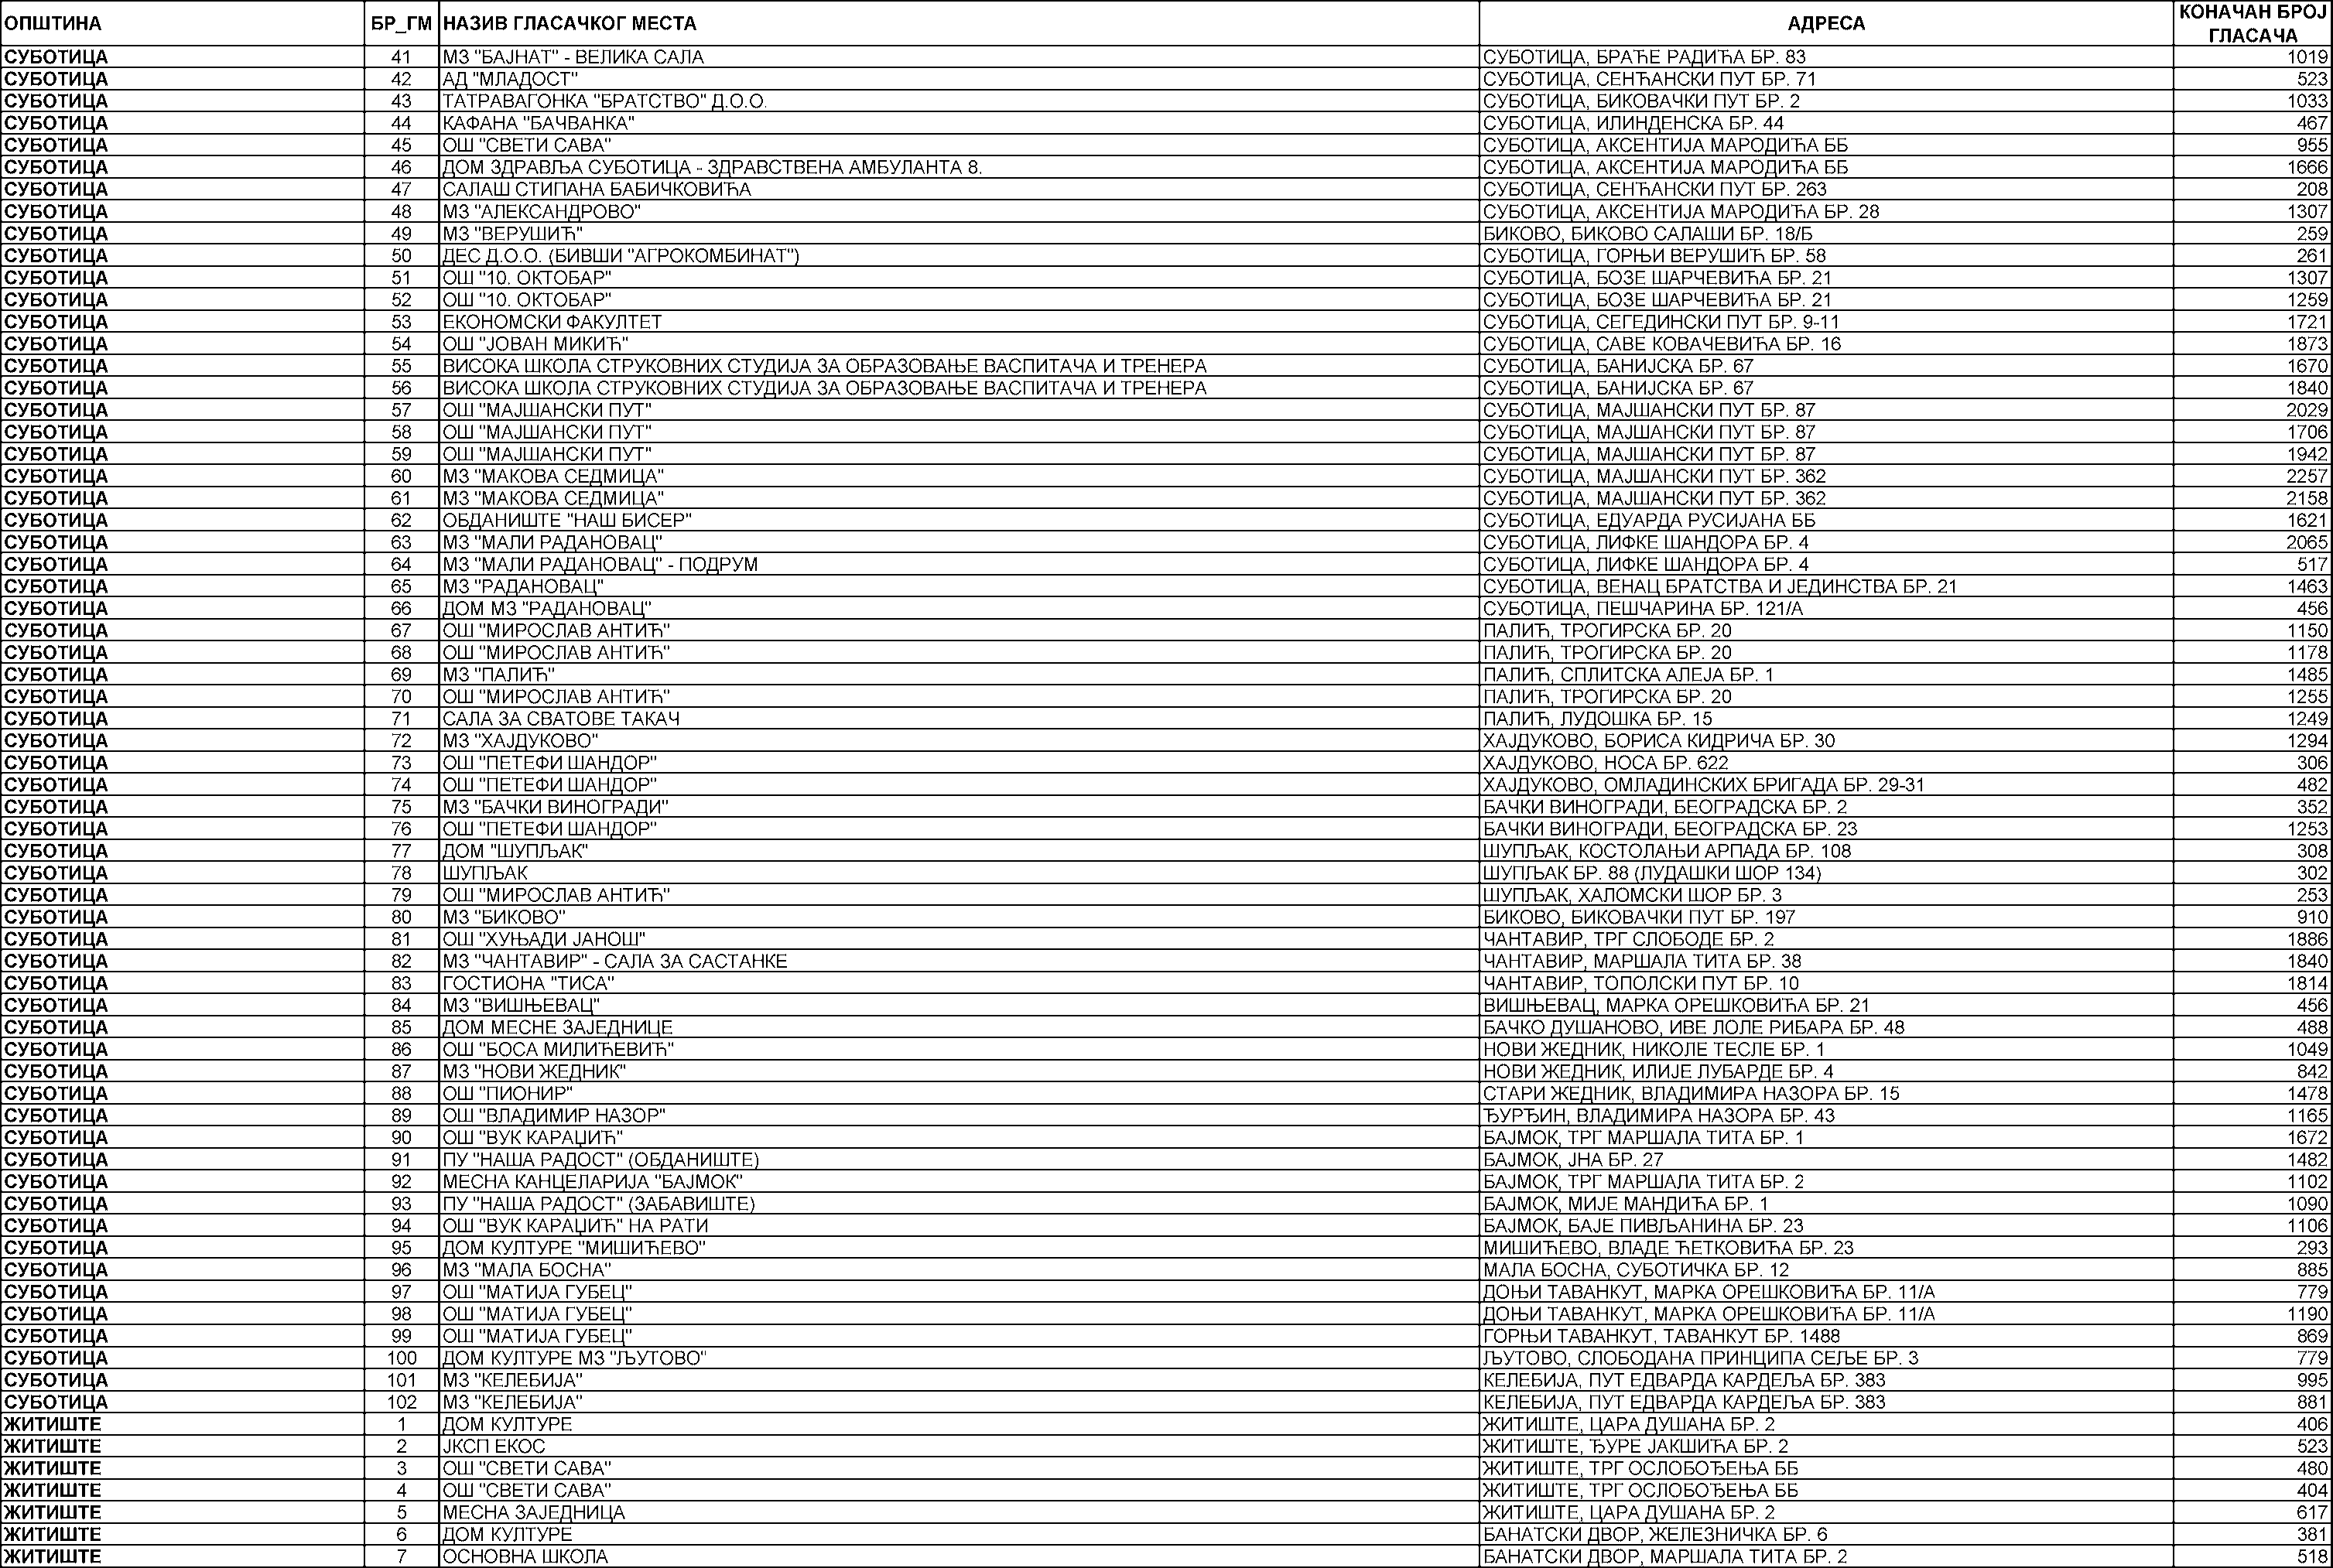 ОПШТИНА БР_ГМ НАЗИВ ГЛАСАЧКОГ МЕСТА АДРЕСА КОНАЧАН БРОЈ ГЛАСАЧА
СУБОТИЦА 41 МЗ "БАЈНАТ" - ВЕЛИКА САЛА СУБОТИЦА, БРАЋЕ РАДИЋА БР. 83 1019
СУБОТИЦА 42 АД "МЛАДОСТ" СУБОТИЦА, СЕНЋАНСКИ ПУТ БР. 71 523
СУБОТИЦА 43 ТАТРАВАГОНКА "БРАТСТВО" Д.О.О. СУБОТИЦА, БИКОВАЧКИ ПУТ БР. 2 1033
СУБОТИЦА 44 КАФАНА "БАЧВАНКА" СУБОТИЦА, ИЛИНДЕНСКА БР. 44 467
СУБОТИЦА 45 ОШ "СВЕТИ САВА" СУБОТИЦА, АКСЕНТИЈА МАРОДИЋА ББ 955
СУБОТИЦА 46 ДОМ ЗДРАВЉА СУБОТИЦА - ЗДРАВСТВЕНА АМБУЛАНТА 8. СУБОТИЦА, АКСЕНТИЈА МАРОДИЋА ББ 1666
СУБОТИЦА 47 САЛАШ СТИПАНА БАБИЧКОВИЋА СУБОТИЦА, СЕНЋАНСКИ ПУТ БР. 263 208
СУБОТИЦА 48 МЗ "АЛЕКСАНДРОВО" СУБОТИЦА, АКСЕНТИЈА МАРОДИЋА БР. 28 1307
СУБОТИЦА 49 МЗ "ВЕРУШИЋ" БИКОВО, БИКОВО САЛАШИ БР. 18/Б 259
СУБОТИЦА 50 ДЕС Д.О.О. (БИВШИ "АГРОКОМБИНАТ") СУБОТИЦА, ГОРЊИ ВЕРУШИЋ БР. 58 261
СУБОТИЦА 51 ОШ "10. ОКТОБАР" СУБОТИЦА, БОЗЕ ШАРЧЕВИЋА БР. 21 1307
СУБОТИЦА 52 ОШ "10. ОКТОБАР" СУБОТИЦА, БОЗЕ ШАРЧЕВИЋА БР. 21 1259
СУБОТИЦА 53 ЕКОНОМСКИ ФАКУЛТЕТ СУБОТИЦА, СЕГЕДИНСКИ ПУТ БР. 9-11 1721
СУБОТИЦА 54 ОШ "ЈОВАН МИКИЋ" СУБОТИЦА, САВЕ КОВАЧЕВИЋА БР. 16 1873
СУБОТИЦА 55 ВИСОКА ШКОЛА СТРУКОВНИХ СТУДИЈА ЗА ОБРАЗОВАЊЕ ВАСПИТАЧА И ТРЕНЕРА СУБОТИЦА, БАНИЈСКА БР. 67 1670
СУБОТИЦА 56 ВИСОКА ШКОЛА СТРУКОВНИХ СТУДИЈА ЗА ОБРАЗОВАЊЕ ВАСПИТАЧА И ТРЕНЕРА СУБОТИЦА, БАНИЈСКА БР. 67 1840
СУБОТИЦА 57 ОШ "МАЈШАНСКИ ПУТ" СУБОТИЦА, МАЈШАНСКИ ПУТ БР. 87 2029
СУБОТИЦА 58 ОШ "МАЈШАНСКИ ПУТ" СУБОТИЦА, МАЈШАНСКИ ПУТ БР. 87 1706
СУБОТИЦА 59 ОШ "МАЈШАНСКИ ПУТ" СУБОТИЦА, МАЈШАНСКИ ПУТ БР. 87 1942
СУБОТИЦА 60 МЗ "МАКОВА СЕДМИЦА" СУБОТИЦА, МАЈШАНСКИ ПУТ БР. 362 2257
СУБОТИЦА 61 МЗ "МАКОВА СЕДМИЦА" СУБОТИЦА, МАЈШАНСКИ ПУТ БР. 362 2158
СУБОТИЦА 62 ОБДАНИШТЕ "НАШ БИСЕР" СУБОТИЦА, ЕДУАРДА РУСИЈАНА ББ 1621
СУБОТИЦА 63 МЗ "МАЛИ РАДАНОВАЦ" СУБОТИЦА, ЛИФКЕ ШАНДОРА БР. 4 2065
СУБОТИЦА 64 МЗ "МАЛИ РАДАНОВАЦ" - ПОДРУМ СУБОТИЦА, ЛИФКЕ ШАНДОРА БР. 4 517
СУБОТИЦА 65 МЗ "РАДАНОВАЦ" СУБОТИЦА, ВЕНАЦ БРАТСТВА И ЈЕДИНСТВА БР. 21 1463
СУБОТИЦА 66 ДОМ МЗ "РАДАНОВАЦ" СУБОТИЦА, ПЕШЧАРИНА БР. 121/А 456
СУБОТИЦА 67 ОШ "МИРОСЛАВ АНТИЋ" ПАЛИЋ, ТРОГИРСКА БР. 20 1150
СУБОТИЦА 68 ОШ "МИРОСЛАВ АНТИЋ" ПАЛИЋ, ТРОГИРСКА БР. 20 1178
СУБОТИЦА 69 МЗ "ПАЛИЋ" ПАЛИЋ, СПЛИТСКА АЛЕЈА БР. 1 1485
СУБОТИЦА 70 ОШ "МИРОСЛАВ АНТИЋ" ПАЛИЋ, ТРОГИРСКА БР. 20 1255
СУБОТИЦА 71 САЛА ЗА СВАТОВЕ ТАКАЧ ПАЛИЋ, ЛУДОШКА БР. 15 1249
СУБОТИЦА 72 МЗ "ХАЈДУКОВО" ХАЈДУКОВО, БОРИСА КИДРИЧА БР. 30 1294
СУБОТИЦА 73 ОШ "ПЕТЕФИ ШАНДОР" ХАЈДУКОВО, НОСА БР. 622 306
СУБОТИЦА 74 ОШ "ПЕТЕФИ ШАНДОР" ХАЈДУКОВО, ОМЛАДИНСКИХ БРИГАДА БР. 29-31 482
СУБОТИЦА 75 МЗ "БАЧКИ ВИНОГРАДИ" БАЧКИ ВИНОГРАДИ, БЕОГРАДСКА БР. 2 352
СУБОТИЦА 76 ОШ "ПЕТЕФИ ШАНДОР" БАЧКИ ВИНОГРАДИ, БЕОГРАДСКА БР. 23 1253
СУБОТИЦА 77 ДОМ "ШУПЉАК" ШУПЉАК, КОСТОЛАЊИ АРПАДА БР. 108 308
СУБОТИЦА 78 ШУПЉАК ШУПЉАК БР. 88 (ЛУДАШКИ ШОР 134) 302
СУБОТИЦА 79 ОШ "МИРОСЛАВ АНТИЋ" ШУПЉАК, ХАЛОМСКИ ШОР БР. 3 253
СУБОТИЦА 80 МЗ "БИКОВО" БИКОВО, БИКОВАЧКИ ПУТ БР. 197 910
СУБОТИЦА 81 ОШ "ХУЊАДИ ЈАНОШ" ЧАНТАВИР, ТРГ СЛОБОДЕ БР. 2 1886
СУБОТИЦА 82 МЗ "ЧАНТАВИР" - САЛА ЗА САСТАНКЕ ЧАНТАВИР, МАРШАЛА ТИТА БР. 38 1840
СУБОТИЦА 83 ГОСТИОНА "ТИСА" ЧАНТАВИР, ТОПОЛСКИ ПУТ БР. 10 1814
СУБОТИЦА 84 МЗ "ВИШЊЕВАЦ" ВИШЊЕВАЦ, МАРКА ОРЕШКОВИЋА БР. 21 456
СУБОТИЦА 85 ДОМ МЕСНЕ ЗАЈЕДНИЦЕ БАЧКО ДУШАНОВО, ИВЕ ЛОЛЕ РИБАРА БР. 48 488
СУБОТИЦА 86 ОШ "БОСА МИЛИЋЕВИЋ" НОВИ ЖЕДНИК, НИКОЛЕ ТЕСЛЕ БР. 1 1049
СУБОТИЦА 87 МЗ "НОВИ ЖЕДНИК" НОВИ ЖЕДНИК, ИЛИЈЕ ЛУБАРДЕ БР. 4 842
СУБОТИЦА 88 ОШ "ПИОНИР" СТАРИ ЖЕДНИК, ВЛАДИМИРА НАЗОРА БР. 15 1478
СУБОТИЦА 89 ОШ "ВЛАДИМИР НАЗОР" ЂУРЂИН, ВЛАДИМИРА НАЗОРА БР. 43 1165
СУБОТИЦА 90 ОШ "ВУК КАРАЏИЋ" БАЈМОК, ТРГ МАРШАЛА ТИТА БР. 1 1672
СУБОТИЦА 91 ПУ "НАША РАДОСТ" (ОБДАНИШТЕ) БАЈМОК, ЈНА БР. 27 1482
СУБОТИЦА 92 МЕСНА КАНЦЕЛАРИЈА "БАЈМОК" БАЈМОК, ТРГ МАРШАЛА ТИТА БР. 2 1102
СУБОТИЦА 93 ПУ "НАША РАДОСТ" (ЗАБАВИШТЕ) БАЈМОК, МИЈЕ МАНДИЋА БР. 1 1090
СУБОТИЦА 94 ОШ "ВУК КАРАЏИЋ" НА РАТИ БАЈМОК, БАЈЕ ПИВЉАНИНА БР. 23 1106
СУБОТИЦА 95 ДОМ КУЛТУРЕ "МИШИЋЕВО" МИШИЋЕВО, ВЛАДЕ ЋЕТКОВИЋА БР. 23 293
СУБОТИЦА 96 МЗ "МАЛА БОСНА" МАЛА БОСНА, СУБОТИЧКА БР. 12 885
СУБОТИЦА 97 ОШ "МАТИЈА ГУБЕЦ" ДОЊИ ТАВАНКУТ, МАРКА ОРЕШКОВИЋА БР. 11/А 779
СУБОТИЦА 98 ОШ "МАТИЈА ГУБЕЦ" ДОЊИ ТАВАНКУТ, МАРКА ОРЕШКОВИЋА БР. 11/А 1190
СУБОТИЦА 99 ОШ "МАТИЈА ГУБЕЦ" ГОРЊИ ТАВАНКУТ, ТАВАНКУТ БР. 1488 869
СУБОТИЦА 100 ДОМ КУЛТУРЕ МЗ "ЉУТОВО" ЉУТОВО, СЛОБОДАНА ПРИНЦИПА СЕЉЕ БР. 3 779
СУБОТИЦА 101 МЗ "КЕЛЕБИЈА" КЕЛЕБИЈА, ПУТ ЕДВАРДА КАРДЕЉА БР. 383 995
СУБОТИЦА 102 МЗ "КЕЛЕБИЈА" КЕЛЕБИЈА, ПУТ ЕДВАРДА КАРДЕЉА БР. 383 881
ЖИТИШТЕ 1 ДОМ КУЛТУРЕ ЖИТИШТЕ, ЦАРА ДУШАНА БР. 2 406
ЖИТИШТЕ 2 ЈКСП ЕКОС ЖИТИШТЕ, ЂУРЕ ЈАКШИЋА БР. 2 523
ЖИТИШТЕ 3 ОШ "СВЕТИ САВА" ЖИТИШТЕ, ТРГ ОСЛОБОЂЕЊА ББ 480
ЖИТИШТЕ 4 ОШ "СВЕТИ САВА" ЖИТИШТЕ, ТРГ ОСЛОБОЂЕЊА ББ 404
ЖИТИШТЕ 5 МЕСНА ЗАЈЕДНИЦА ЖИТИШТЕ, ЦАРА ДУШАНА БР. 2 617
ЖИТИШТЕ 6 ДОМ КУЛТУРЕ БАНАТСКИ ДВОР, ЖЕЛЕЗНИЧКА БР. 6 381
ЖИТИШТЕ 7 ОСНОВНА ШКОЛА БАНАТСКИ ДВОР, МАРШАЛА ТИТА БР. 2 518